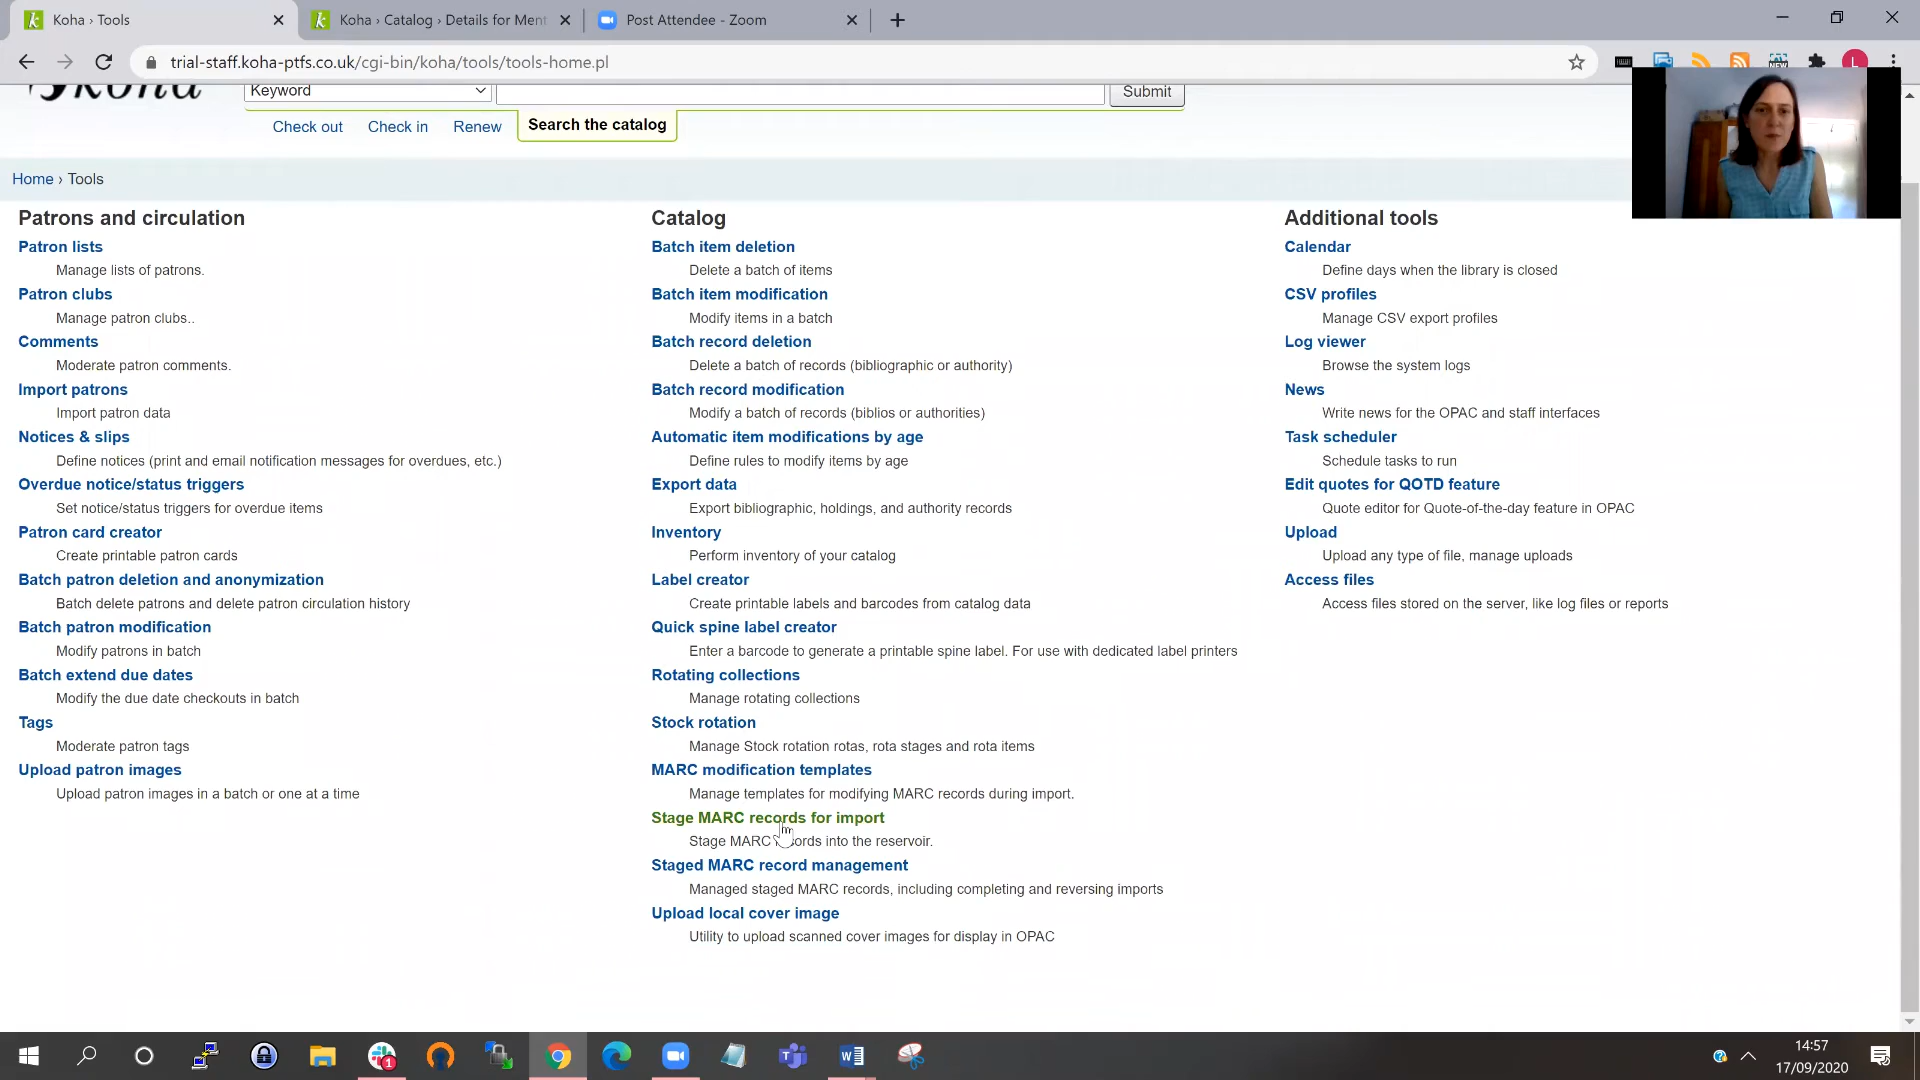 Koha › Tools
Koha › Catalog › Details for Ment
Post Attendee - Zoom
trial-staff.koha-ptfs.co.uk/cgi-bin/koha/tools/tools-home.pl
koha
Keyword
Submit
Check out
Check in
Renew
Search the catalog
Home › Tools
Patrons and circulation
Patron lists
Manage lists of patrons.
Patron clubs
Manage patron clubs..
Comments
Moderate patron comments.
Import patrons
Import patron data
Notices & slips
Define notices (print and email notification messages for overdues, etc.)
Overdue notice/status triggers
Set notice/status triggers for overdue items
Patron card creator
Create printable patron cards
Batch patron deletion and anonymization
Batch delete patrons and delete patron circulation history
Batch patron modification
Modify patrons in batch
Batch extend due dates
Modify the due date checkouts in batch
Tags
Moderate patron tags
Upload patron images
Upload patron images in a batch or one at a time
Catalog
Batch item deletion
Delete a batch of items
Batch item modification
Modify items in a batch
Batch record deletion
Delete a batch of records (bibliographic or authority)
Batch record modification
Modify a batch of records (biblios or authorities)
Automatic item modifications by age
Define rules to modify items by age
Export data
Export bibliographic, holdings, and authority records
Inventory
Perform inventory of your catalog
Label creator
Create printable labels and barcodes from catalog data
Quick spine label creator
Enter a barcode to generate a printable spine label. For use with dedicated label printers
Rotating collections
Manage rotating collections
Stock rotation
Manage Stock rotation rotas, rota stages and rota items
MARC modification templates
Manage templates for modifying MARC records during import.
Stage MARC records for import
Stage MARC records into the reservoir.
Staged MARC record management
Managed staged MARC records, including completing and reversing imports
Upload local cover image
Utility to upload scanned cover images for display in OPAC
Additional tools
Calendar
Define days when the library is closed
CSV profiles
Manage CSV export profiles
Log viewer
Browse the system logs
News
Write news for the OPAC and staff interfaces
Task scheduler
Schedule tasks to run
Edit quotes for QOTD feature
Quote editor for Quote-of-the-day feature in OPAC
Upload
Upload any type of file, manage uploads
Access files
Access files stored on the server, like log files or reports
14:57
17/09/2020